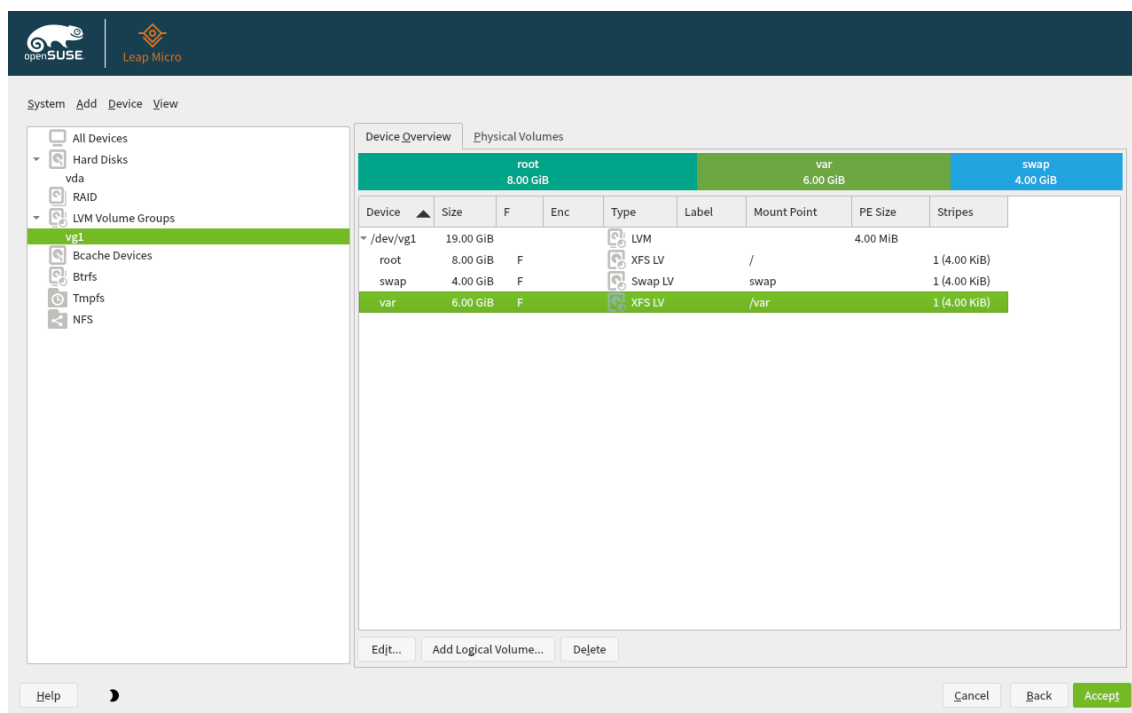 openSUSE
Leap Micro
System Add Device View
All Devices
Hard Disks
vda
RAID
LVM Volume Groups
vg1
Bcache Devices
Btrfs
Tmpfs
NFS
Device Overview Physical Volumes
root var swap
8.00 GiB 6.00 GiB 4.00 GiB
Device Size F Enc Type Label Mount Point PE Size Stripes
/dev/vg1 19.00 GiB LVM 4.00 MiB
root 8.00 GiB F XFS LV / 1 (4.00 KiB)
swap 4.00 GiB F Swap LV swap 1 (4.00 KiB)
var 6.00 GiB F XFS LV /var 1 (4.00 KiB)
Edit... Add Logical Volume... Delete
Help Cancel Back Accept